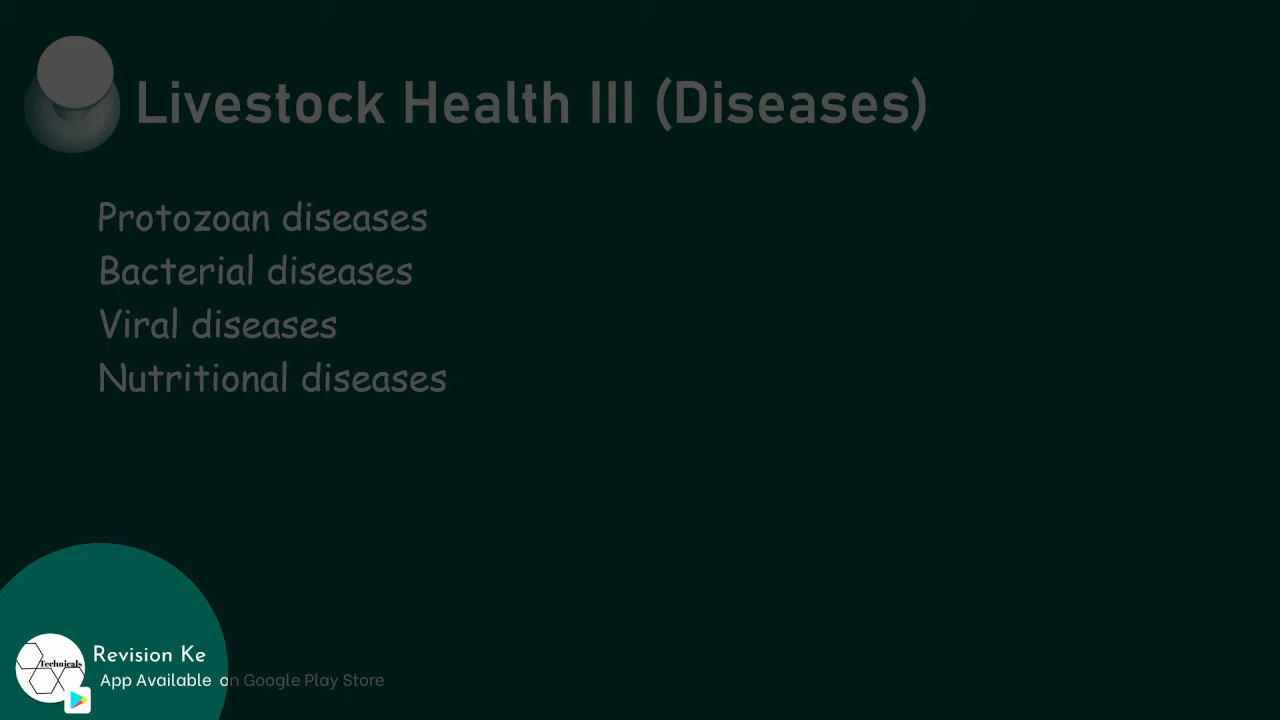 Livestock Health III (Diseases)
Protozoan diseases
Bacterial diseases
Viral diseases
Nutritional diseases
Technicals
Revision Ke
App Available on Google Play Store